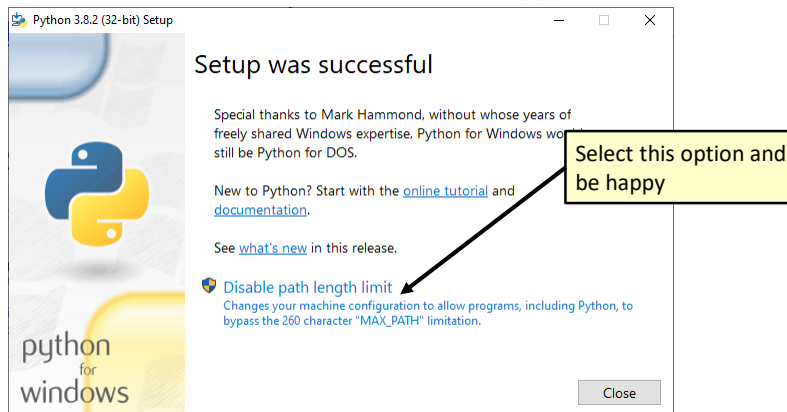 Python 3.8.2 (32-bit) Setup
Setup was successful
Special thanks to Mark Hammond, without whose years of
freely shared Windows expertise, Python for Windows
still be Python for DOS.
Select this option and
be happy
New to Python? Start with the online tutorial and
documentation.
See what's new in this release.
Disable path length limit
Changes your machine configuration to allow programs, including Python, to
bypass the 260 character "MAX_PATH" limitation.
python
for
windows
Close